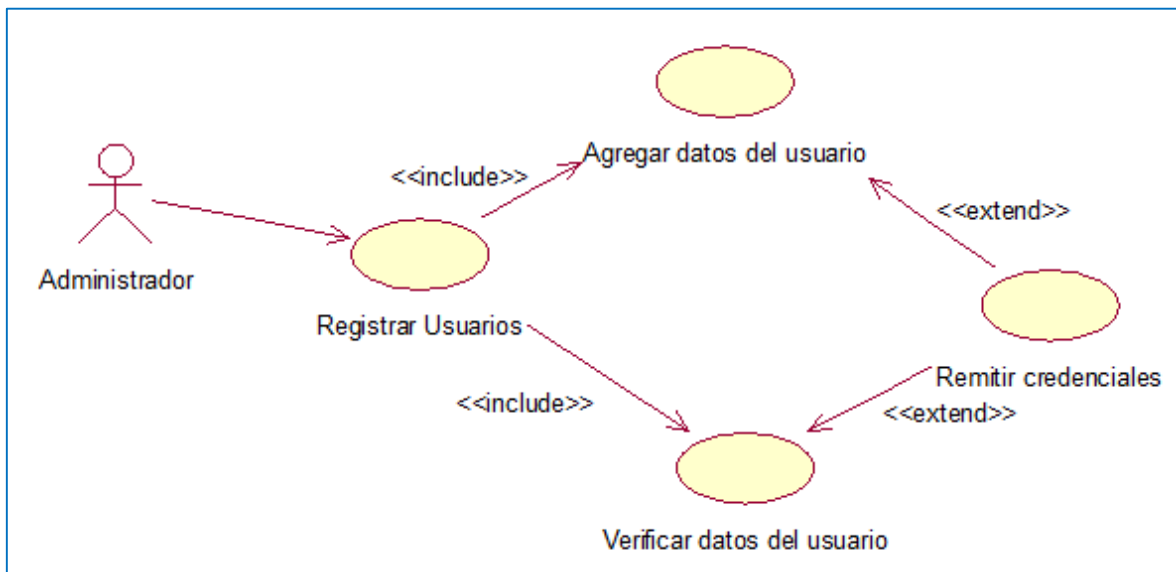 Agregar datos del usuario
<<include>>
<<extend>>
Administrador
Registrar Usuarios
Remitir credenciales
<<include>>
<<extend>>
Verificar datos del usuario